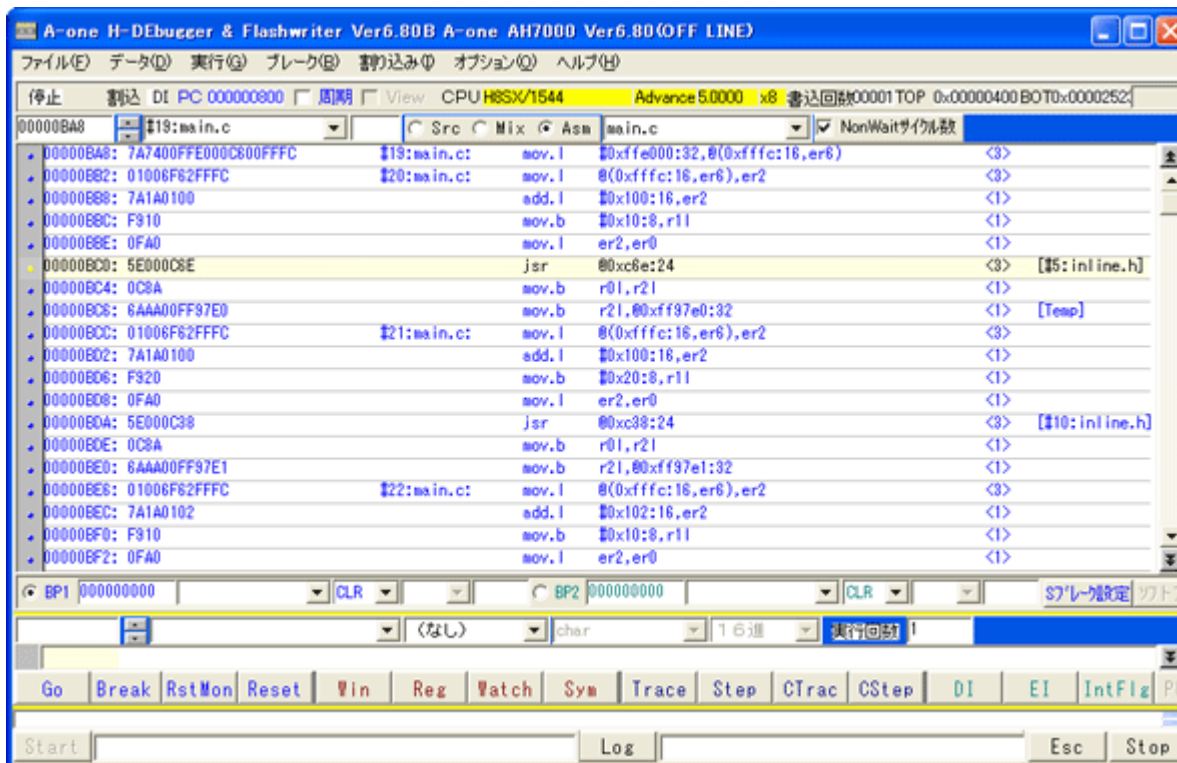 A-one H-DEbugger & Flashwriter Ver6.80B A-one AH7000 Ver6.80(OFF LINE)
ファイル(F) データ(D) 実行(G) ブレーク(B) 割り込み(I) オプション(O) ヘルプ(H)
停止 割込 DI PC 000000800 周期 View CPU H8SX/1544 Advance 5.0000 x8 書込回数00001 TOP 0x00000400 BOT0x0000252
00000BA8 #19:main.c Src Mix Asm main.c NonWaitサイクル数
00000BA8: 7A7400FFE000C600FFFC #19:main.c: mov.l #0xffe000:32,@(0xfffc:16,er6) <3>
00000BB2: 01006F62FFFC #20:main.c: mov.l @(0xfffc:16,er6),er2 <3>
00000BB8: 7A1A0100 add.l #0x100:16,er2 <1>
00000BBC: F910 mov.b #0x10:8,r1l <1>
00000BBE: 0FA0 mov.l er2,er0 <1>
00000BC0: 5E000C6E jsr @0xc6e:24 <3> [#5:inline.h]
00000BC4: 0C8A mov.b r0l,r2l <1>
00000BC6: 6AAA00FF97E0 mov.b r2l,@0xff97e0:32 <1> [Temp]
00000BCC: 01006F62FFFC #21:main.c: mov.l @(0xfffc:16,er6),er2 <3>
00000BD2: 7A1A0100 add.l #0x100:16,er2 <1>
00000BD6: F920 mov.b #0x20:8,r1l <1>
00000BD8: 0FA0 mov.l er2,er0 <1>
00000BDA: 5E000C38 jsr @0xc38:24 <3> [#10:inline.h]
00000BDE: 0C8A mov.b r0l,r2l <1>
00000BE0: 6AAA00FF97E1 mov.b r2l,@0xff97e1:32 <1>
00000BE6: 01006F62FFFC #22:main.c: mov.l @(0xfffc:16,er6),er2 <3>
00000BEC: 7A1A0102 add.l #0x102:16,er2 <1>
00000BF0: F910 mov.b #0x10:8,r1l <1>
00000BF2: 0FA0 mov.l er2,er0 <1>
BP1 000000000 CLR BP2 000000000 CLR Sブレーク設定
(なし) char 16進 実行回数 1
Go Break RstMon Reset Win Reg Watch Sym Trace Step CTrac CStep DI EI IntFlg
Start Log Esc Stop